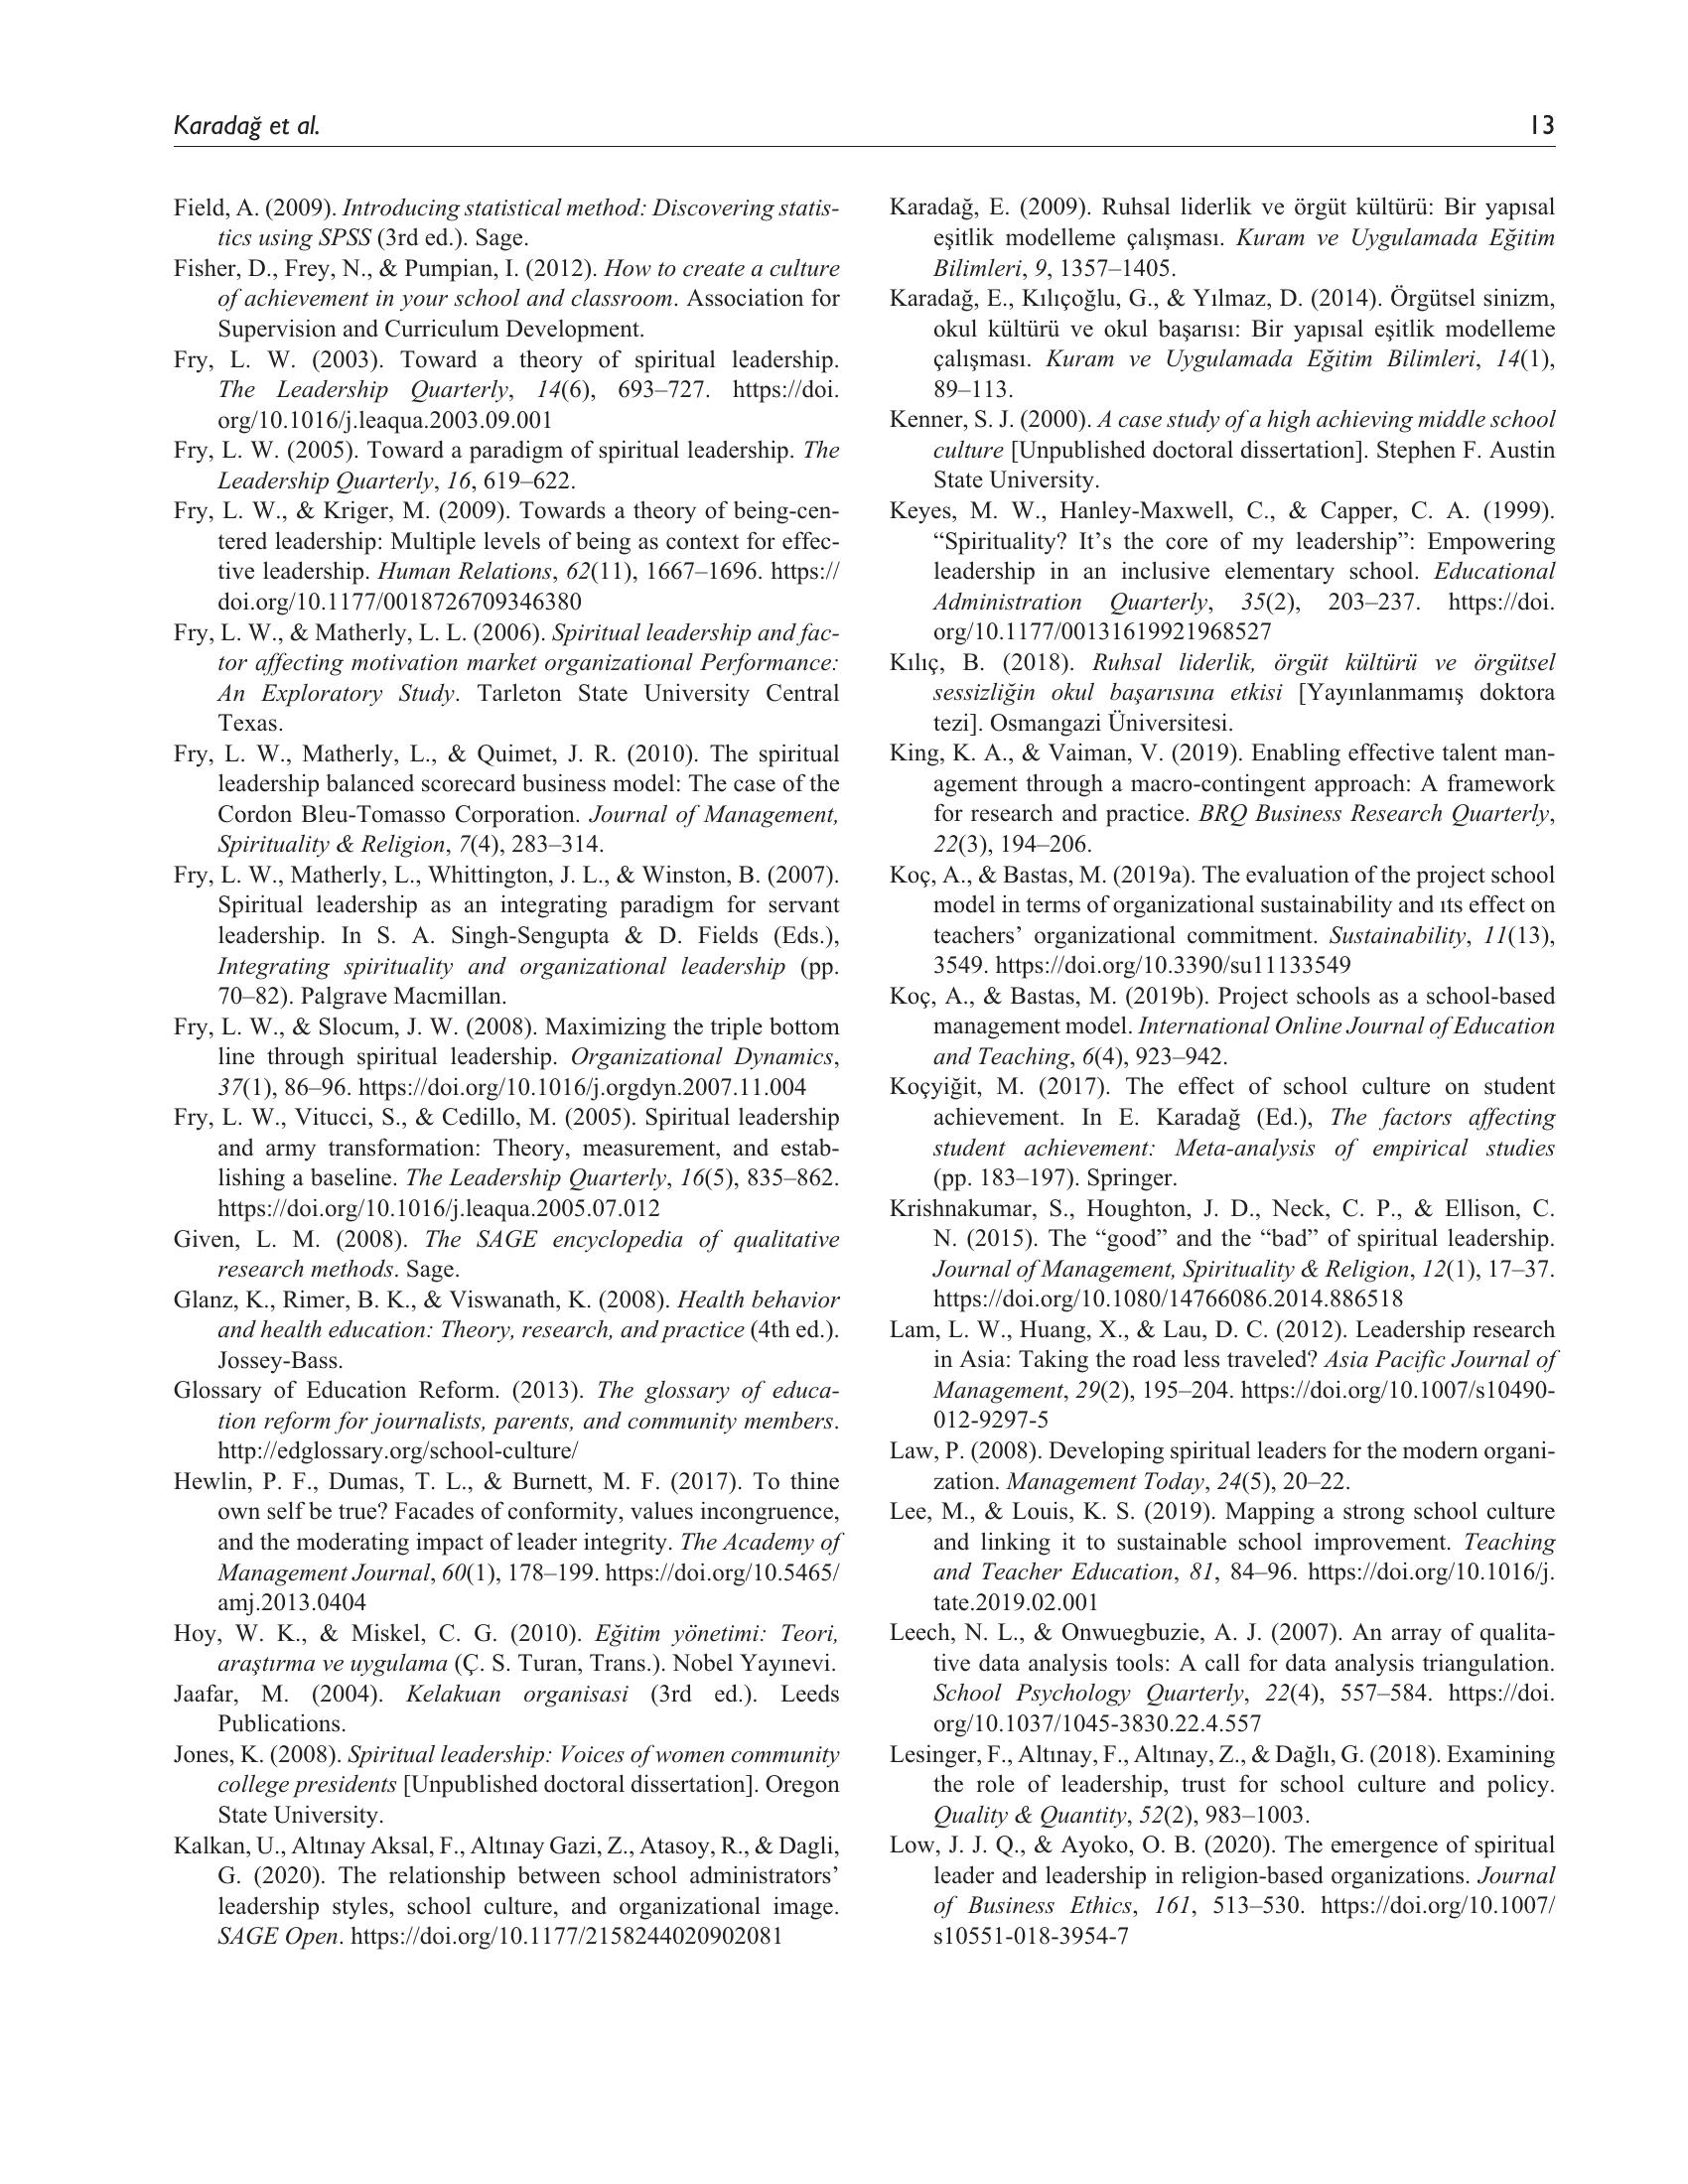 Karadağ et al.
13
Field, A. (2009). Introducing statistical method: Discovering statis-
tics using SPSS (3rd ed.). Sage.
Fisher, D., Frey, N., & Pumpian, I. (2012). How to create a culture
of achievement in your school and classroom. Association for
Supervision and Curriculum Development.
Fry, L. W. (2003). Toward a theory of spiritual leadership.
The Leadership Quarterly, 14(6), 693–727. https://doi.
org/10.1016/j.leaqua.2003.09.001
Fry, L. W. (2005). Toward a paradigm of spiritual leadership. The
Leadership Quarterly, 16, 619–622.
Fry, L. W., & Kriger, M. (2009). Towards a theory of being-cen-
tered leadership: Multiple levels of being as context for effec-
tive leadership. Human Relations, 62(11), 1667–1696. https://
doi.org/10.1177/0018726709346380
Fry, L. W., & Matherly, L. L. (2006). Spiritual leadership and fac-
tor affecting motivation market organizational Performance:
An Exploratory Study. Tarleton State University Central
Texas.
Fry, L. W., Matherly, L., & Quimet, J. R. (2010). The spiritual
leadership balanced scorecard business model: The case of the
Cordon Bleu-Tomasso Corporation. Journal of Management,
Spirituality & Religion, 7(4), 283–314.
Fry, L. W., Matherly, L., Whittington, J. L., & Winston, B. (2007).
Spiritual leadership as an integrating paradigm for servant
leadership. In S. A. Singh-Sengupta & D. Fields (Eds.),
Integrating spirituality and organizational leadership (pp.
70–82). Palgrave Macmillan.
Fry, L. W., & Slocum, J. W. (2008). Maximizing the triple bottom
line through spiritual leadership. Organizational Dynamics,
37(1), 86–96. https://doi.org/10.1016/j.orgdyn.2007.11.004
Fry, L. W., Vitucci, S., & Cedillo, M. (2005). Spiritual leadership
and army transformation: Theory, measurement, and estab-
lishing a baseline. The Leadership Quarterly, 16(5), 835–862.
https://doi.org/10.1016/j.leaqua.2005.07.012
Given, L. M. (2008). The SAGE encyclopedia of qualitative
research methods. Sage.
Glanz, K., Rimer, B. K., & Viswanath, K. (2008). Health behavior
and health education: Theory, research, and practice (4th ed.).
Jossey-Bass.
Glossary of Education Reform. (2013). The glossary of educa-
tion reform for journalists, parents, and community members.
http://edglossary.org/school-culture/
Hewlin, P. F., Dumas, T. L., & Burnett, M. F. (2017). To thine
own self be true? Facades of conformity, values incongruence,
and the moderating impact of leader integrity. The Academy of
Management Journal, 60(1), 178–199. https://doi.org/10.5465/
amj.2013.0404
Hoy, W. K., & Miskel, C. G. (2010). Eğitim yönetimi: Teori,
araştırma ve uygulama (Ç. S. Turan, Trans.). Nobel Yayınevi.
Jaafar, M. (2004). Kelakuan organisasi (3rd ed.). Leeds
Publications.
Jones, K. (2008). Spiritual leadership: Voices of women community
college presidents [Unpublished doctoral dissertation]. Oregon
State University.
Kalkan, U., Altınay Aksal, F., Altınay Gazi, Z., Atasoy, R., & Dagli,
G. (2020). The relationship between school administrators’
leadership styles, school culture, and organizational image.
SAGE Open. https://doi.org/10.1177/2158244020902081
Karadağ, E. (2009). Ruhsal liderlik ve örgüt kültürü: Bir yapısal
eşitlik modelleme çalışması. Kuram ve Uygulamada Eğitim
Bilimleri, 9, 1357–1405.
Karadağ, E., Kılıçoğlu, G., & Yılmaz, D. (2014). Örgütsel sinizm,
okul kültürü ve okul başarısı: Bir yapısal eşitlik modelleme
çalışması. Kuram ve Uygulamada Eğitim Bilimleri, 14(1),
89–113.
Kenner, S. J. (2000). A case study of a high achieving middle school
culture [Unpublished doctoral dissertation]. Stephen F. Austin
State University.
Keyes, M. W., Hanley-Maxwell, C., & Capper, C. A. (1999).
“Spirituality? It’s the core of my leadership”: Empowering
leadership in an inclusive elementary school. Educational
Administration Quarterly, 35(2), 203–237. https://doi.
org/10.1177/00131619921968527
Kılıç, B. (2018). Ruhsal liderlik, örgüt kültürü ve örgütsel
sessizliğin okul başarısına etkisi [Yayınlanmamış doktora
tezi]. Osmangazi Üniversitesi.
King, K. A., & Vaiman, V. (2019). Enabling effective talent man-
agement through a macro-contingent approach: A framework
for research and practice. BRQ Business Research Quarterly,
22(3), 194–206.
Koç, A., & Bastas, M. (2019a). The evaluation of the project school
model in terms of organizational sustainability and ıts effect on
teachers’ organizational commitment. Sustainability, 11(13),
3549. https://doi.org/10.3390/su11133549
Koç, A., & Bastas, M. (2019b). Project schools as a school-based
management model. International Online Journal of Education
and Teaching, 6(4), 923–942.
Koçyiğit, M. (2017). The effect of school culture on student
achievement. In E. Karadağ (Ed.), The factors affecting
student achievement: Meta-analysis of empirical studies
(pp. 183–197). Springer.
Krishnakumar, S., Houghton, J. D., Neck, C. P., & Ellison, C.
N. (2015). The “good” and the “bad” of spiritual leadership.
Journal of Management, Spirituality & Religion, 12(1), 17–37.
https://doi.org/10.1080/14766086.2014.886518
Lam, L. W., Huang, X., & Lau, D. C. (2012). Leadership research
in Asia: Taking the road less traveled? Asia Pacific Journal of
Management, 29(2), 195–204. https://doi.org/10.1007/s10490-
012-9297-5
Law, P. (2008). Developing spiritual leaders for the modern organi-
zation. Management Today, 24(5), 20–22.
Lee, M., & Louis, K. S. (2019). Mapping a strong school culture
and linking it to sustainable school improvement. Teaching
and Teacher Education, 81, 84–96. https://doi.org/10.1016/j.
tate.2019.02.001
Leech, N. L., & Onwuegbuzie, A. J. (2007). An array of qualita-
tive data analysis tools: A call for data analysis triangulation.
School Psychology Quarterly, 22(4), 557–584. https://doi.
org/10.1037/1045-3830.22.4.557
Lesinger, F., Altınay, F., Altınay, Z., & Dağlı, G. (2018). Examining
the role of leadership, trust for school culture and policy.
Quality & Quantity, 52(2), 983–1003.
Low, J. J. Q., & Ayoko, O. B. (2020). The emergence of spiritual
leader and leadership in religion-based organizations. Journal
of Business Ethics, 161, 513–530. https://doi.org/10.1007/
s10551-018-3954-7